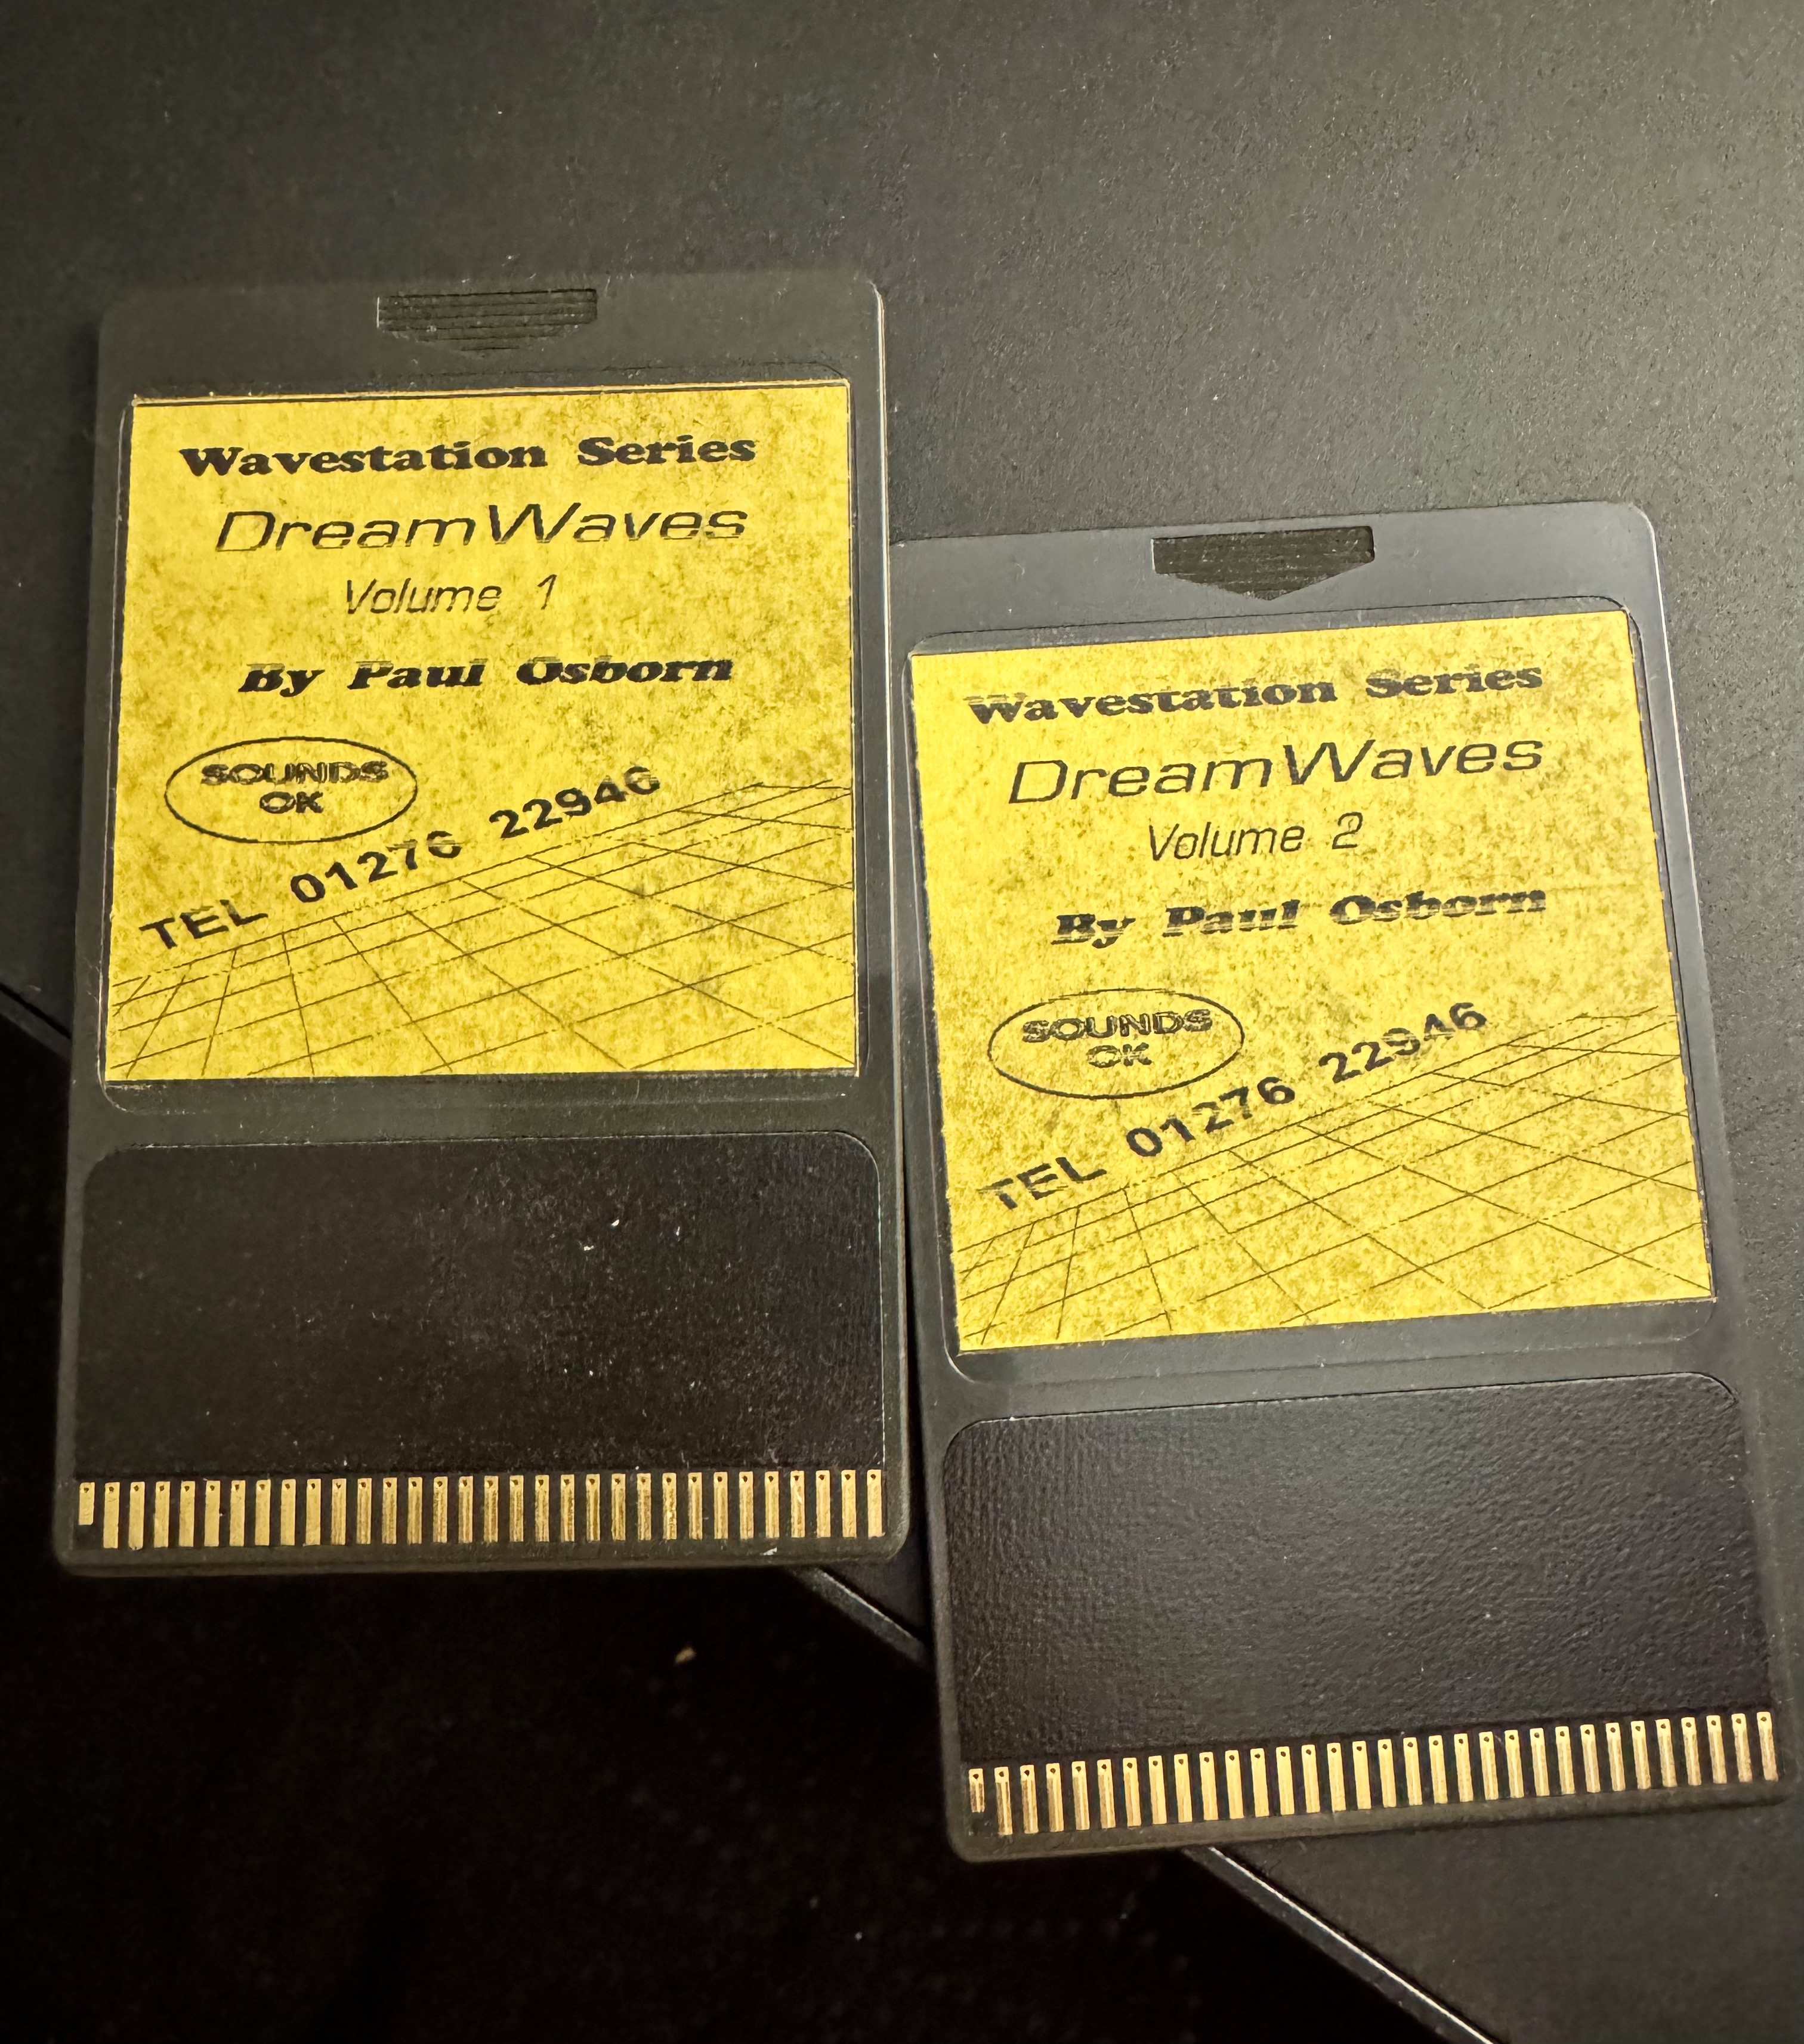 Wavestation Series
DreamWaves
Volume 1
By Paul Osborn
SOUNDS
OK
TEL 01276 22946
Wavestation Series
DreamWaves
Volume 2
By Paul Osborn
SOUNDS
OK
TEL 01276 22946